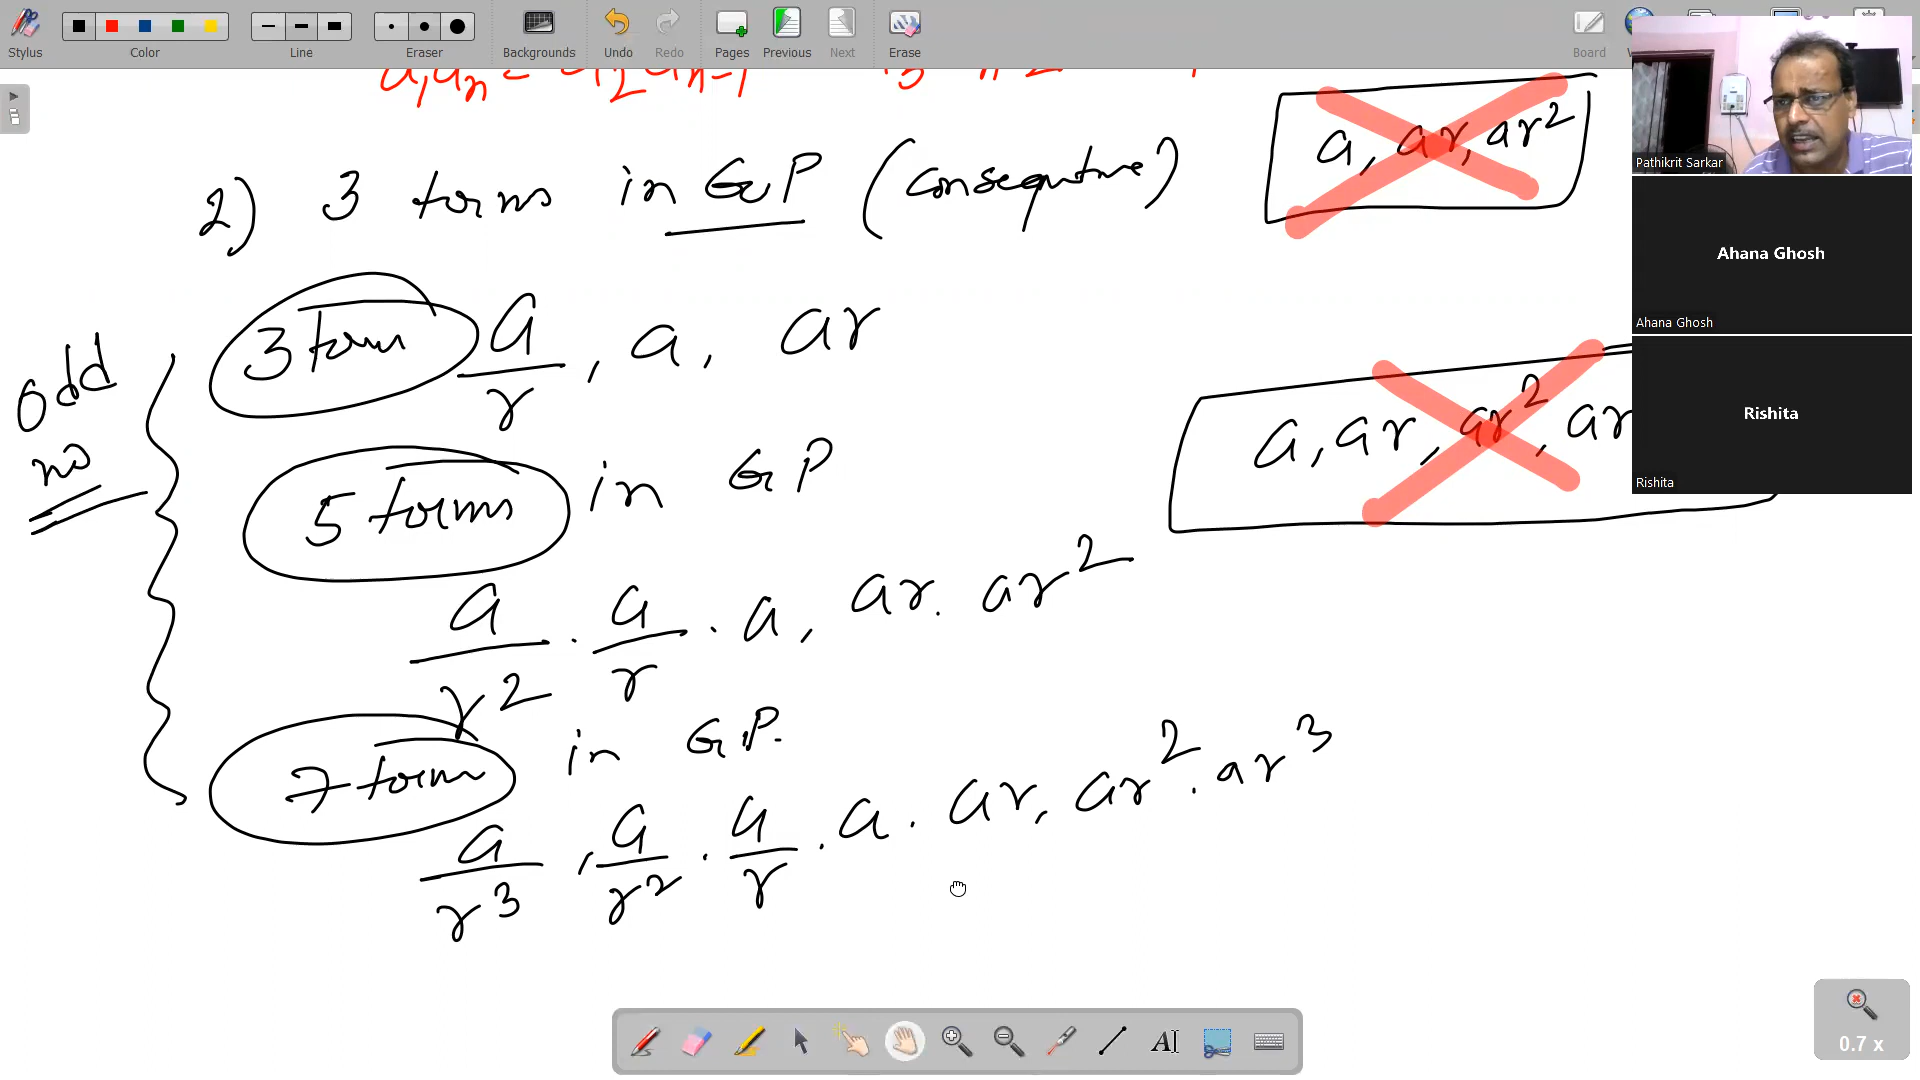 Stylus
Color
Line
Eraser
Backgrounds
Undo
Redo
Pages
Previous
Next
Erase
Board
a, ar, ar²
2) 3 terms in GP (Consequtive)
Pathikrit Sarkar
Ahana Ghosh
Ahana Ghosh
Rishita
Rishita
Odd
no
3 term a/r, a, ar
a, ar, ar², ar
5 terms in GP
a/r² . a/r . a, ar. ar²
7 term in G.P.
a/r³ , a/r² . a/r . a . ar, ar² . ar³
AI
0.7 x